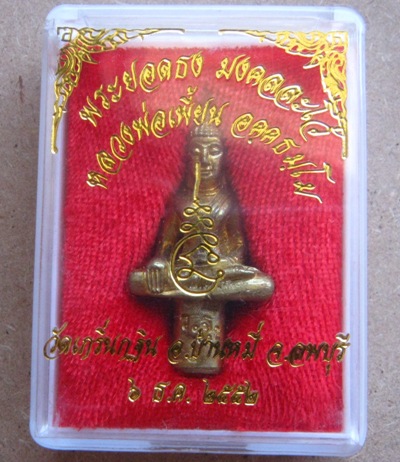 พระยอดธง มงคลละโว้
หลวงพ่อเพี้ยน อคฺคธมฺโม
วัดเกริ่นกฐิน อ.บ้านหมี่ จ.ลพบุรี
๖ ธ.ค. ๒๕๕๒